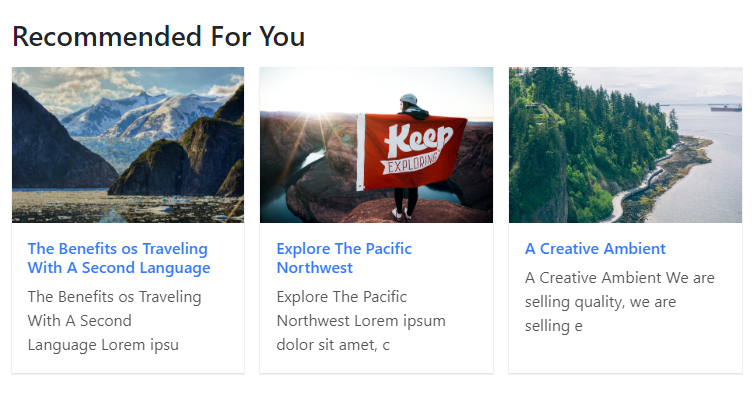 Recommended For You
Keep
EXPLORING
The Benefits os Traveling
With A Second Language
The Benefits os Traveling
With A Second
Language Lorem ipsu
Explore The Pacific
Northwest
Explore The Pacific
Northwest Lorem ipsum
dolor sit amet, c
A Creative Ambient
A Creative Ambient We are
selling quality, we are
selling e